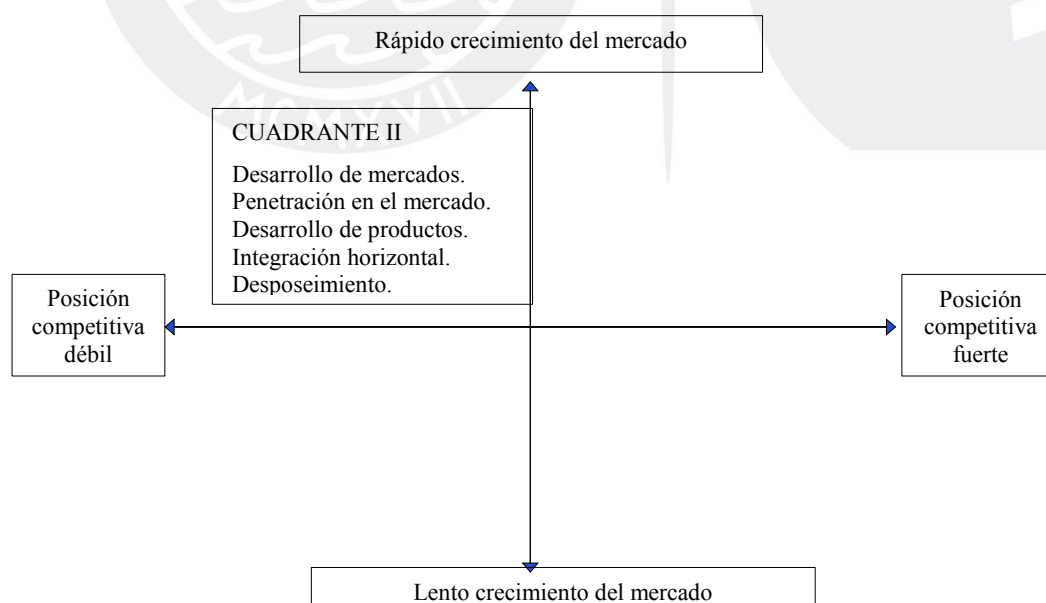 MCMXVII
Rápido crecimiento del mercado
CUADRANTE II
Desarrollo de mercados.
Penetración en el mercado.
Desarrollo de productos.
Integración horizontal.
Desposeimiento.
Posición
competitiva
débil
Posición
competitiva
fuerte
Lento crecimiento del mercado